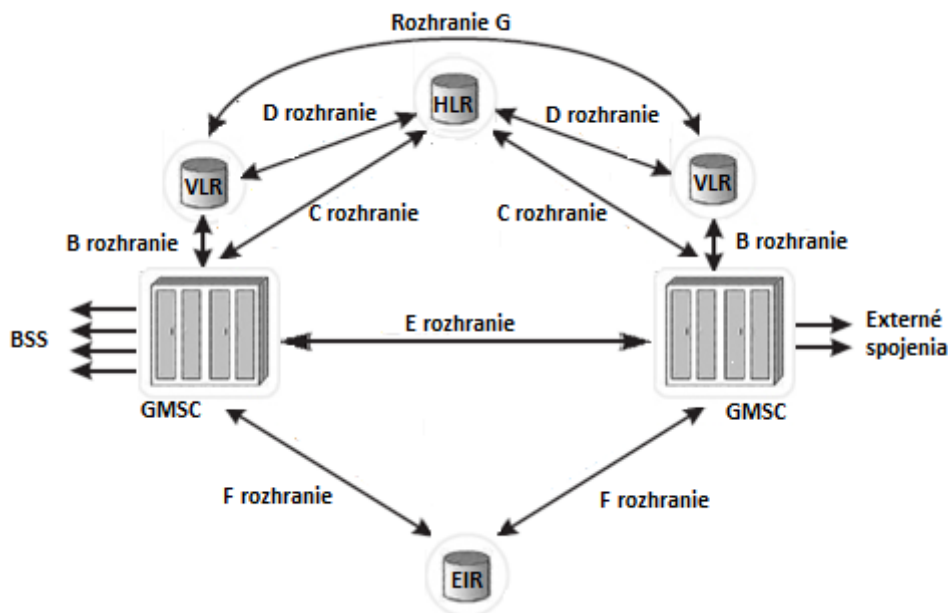 Rozhranie G
HLR
D rozhranie
D rozhranie
VLR
VLR
C rozhranie
C rozhranie
B rozhranie
B rozhranie
BSS
E rozhranie
Externé
spojenia
GMSC
GMSC
F rozhranie
F rozhranie
EIR